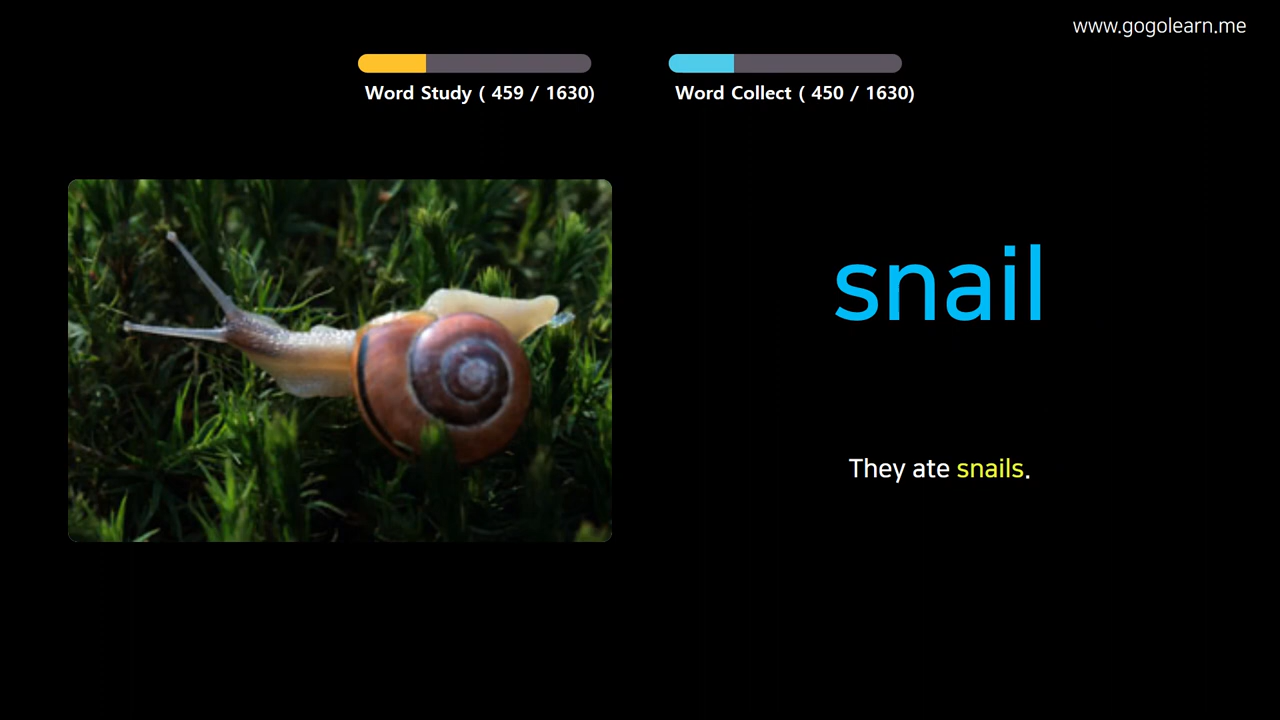 www.gogolearn.me
Word Study ( 459 / 1630)
Word Collect ( 450 / 1630)
snail
They ate snails.